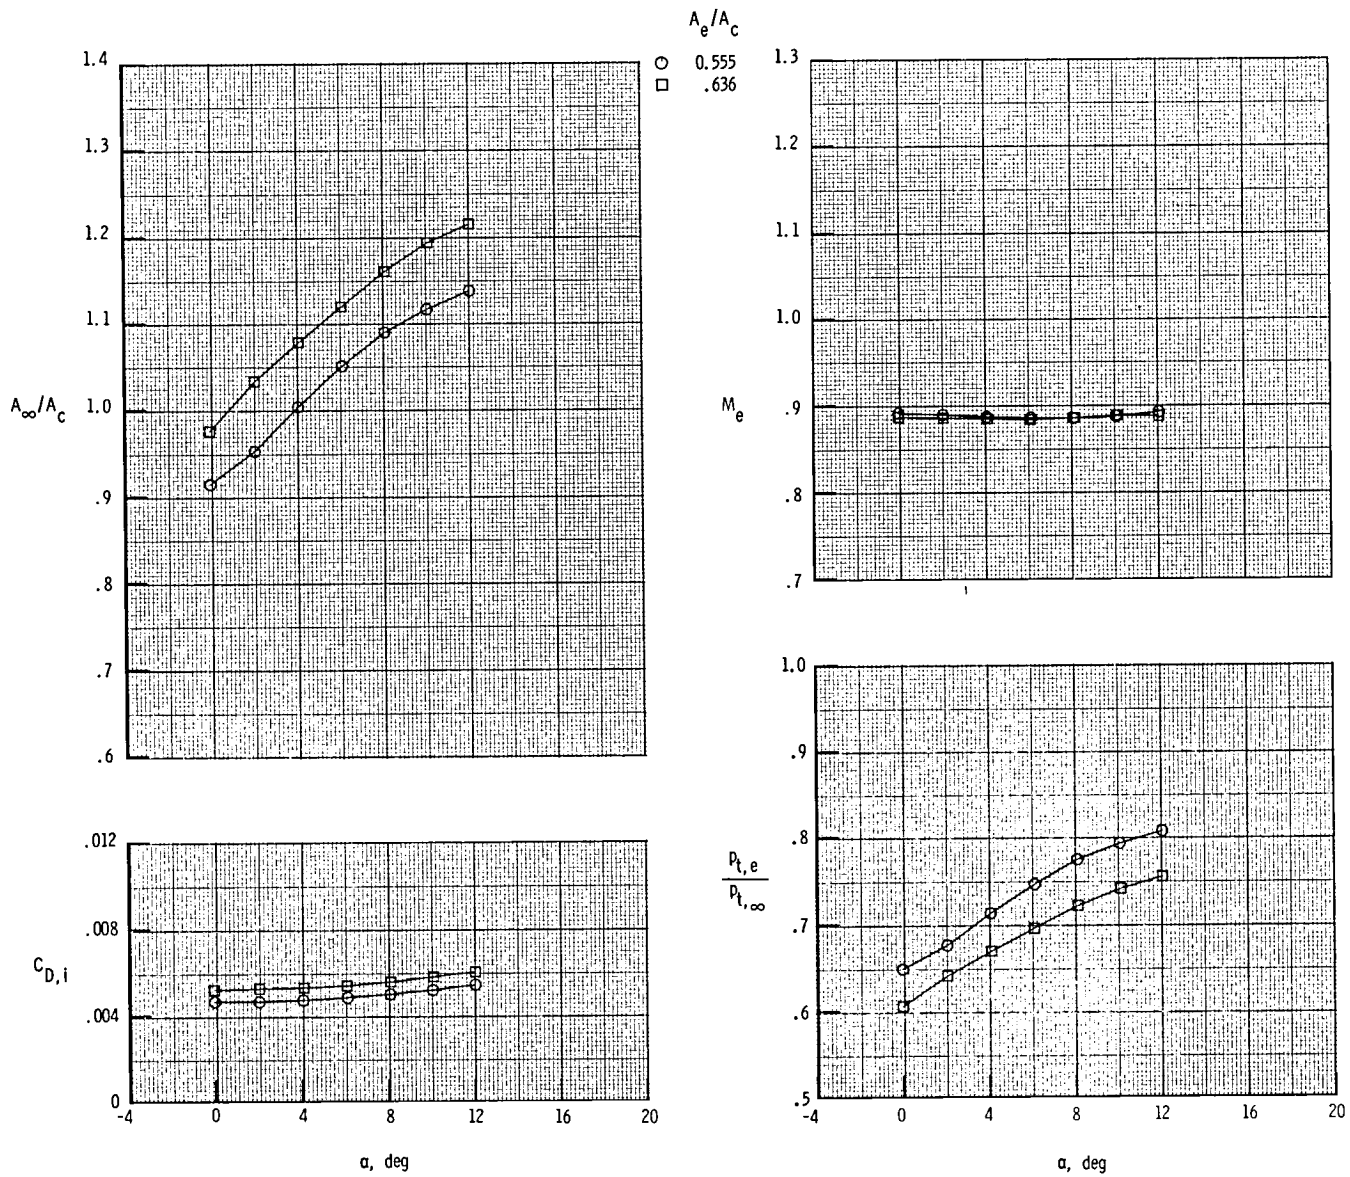 A_e/A_c
○ 0.555
□ .636
1.4
1.3
1.2
1.1
1.0
.9
.8
.7
.6
A_∞/A_c
1.3
1.2
1.1
1.0
.9
.8
.7
M_e
.012
.008
.004
0
C_D,i
-4 0 4 8 12 16 20
α, deg
1.0
.9
.8
.7
.6
.5
p_t,e
p_t,∞
-4 0 4 8 12 16 20
α, deg